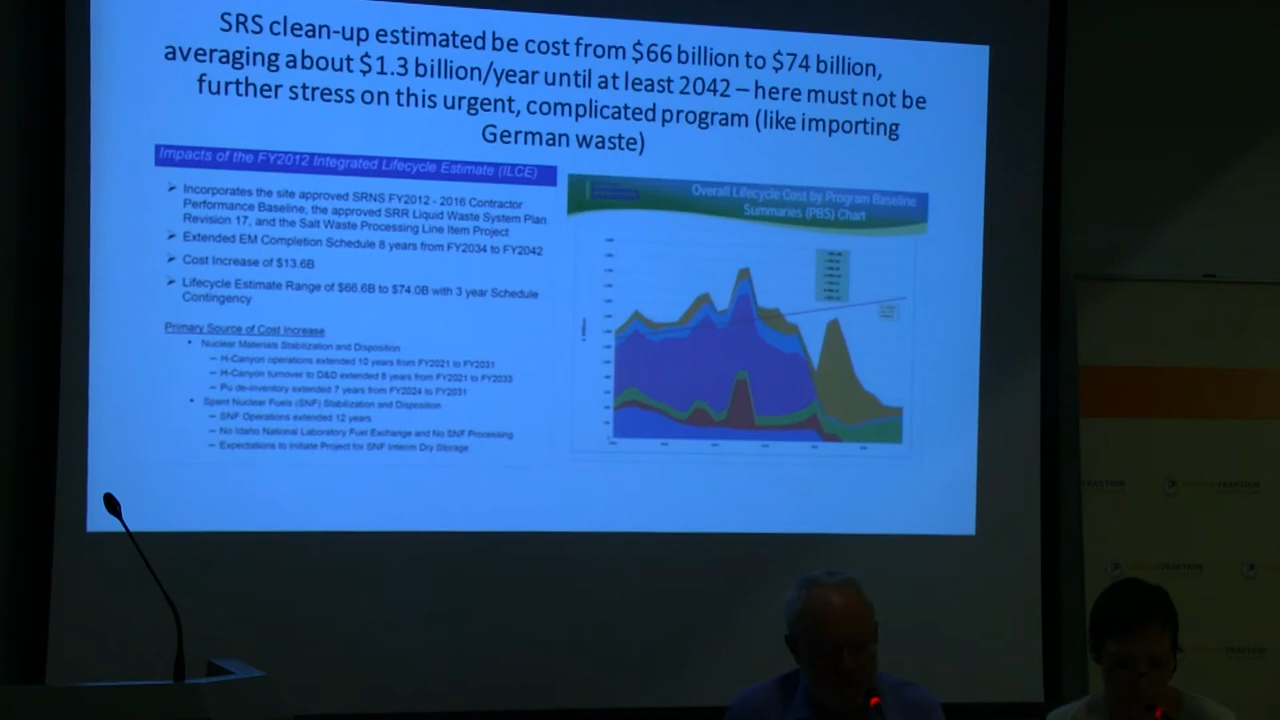 SRS clean-up estimated be cost from $66 billion to $74 billion,
averaging about $1.3 billion/year until at least 2042 – here must not be
further stress on this urgent, complicated program (like importing
German waste)
Impacts of the FY2012 Integrated Lifecycle Estimate (ILCE)
➢ Incorporates the site approved SRNS FY2012 - 2016 Contractor
Performance Baseline, the approved SRR Liquid Waste System Plan
Revision 17, and the Salt Waste Processing Line Item Project
➢ Extended EM Completion Schedule 8 years from FY2034 to FY2042
➢ Cost Increase of $13.6B
➢ Lifecycle Estimate Range of $66.6B to $74.0B with 3 year Schedule
Contingency
Primary Source of Cost Increase
• Nuclear Materials Stabilization and Disposition
– H-Canyon operations extended 10 years from FY2021 to FY2031
– H-Canyon turnover to D&D extended 8 years from FY2021 to FY2033
– Pu de-inventory extended 7 years from FY2024 to FY2031
• Spent Nuclear Fuels (SNF) Stabilization and Disposition
– SNF Operations extended 12 years
– No Idaho National Laboratory Fuel Exchange and No SNF Processing
– Expectations to Initiate Project for SNF Interim Dry Storage
Overall Lifecycle Cost by Program Baseline
Summaries (PBS) Chart
FRAKTION
FRAKTION
FRAKTION
FRAKTION